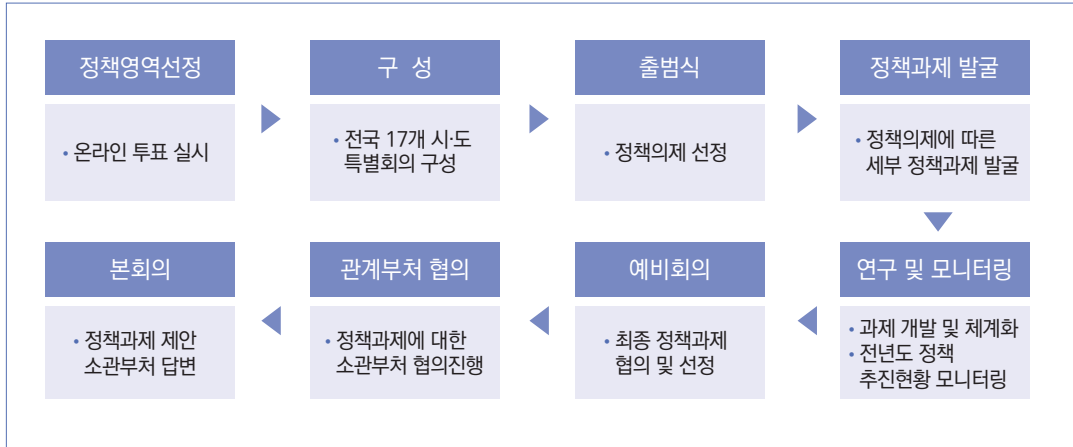 정책영역선정
• 온라인 투표 실시
구 성
• 전국 17개 시·도
특별회의 구성
출범식
• 정책의제 선정
정책과제 발굴
• 정책의제에 따른
세부 정책과제 발굴
연구 및 모니터링
• 과제 개발 및 체계화
• 전년도 정책
추진현황 모니터링
예비회의
• 최종 정책과제
협의 및 선정
관계부처 협의
• 정책과제에 대한
소관부처 협의진행
본회의
• 정책과제 제안
소관부처 답변